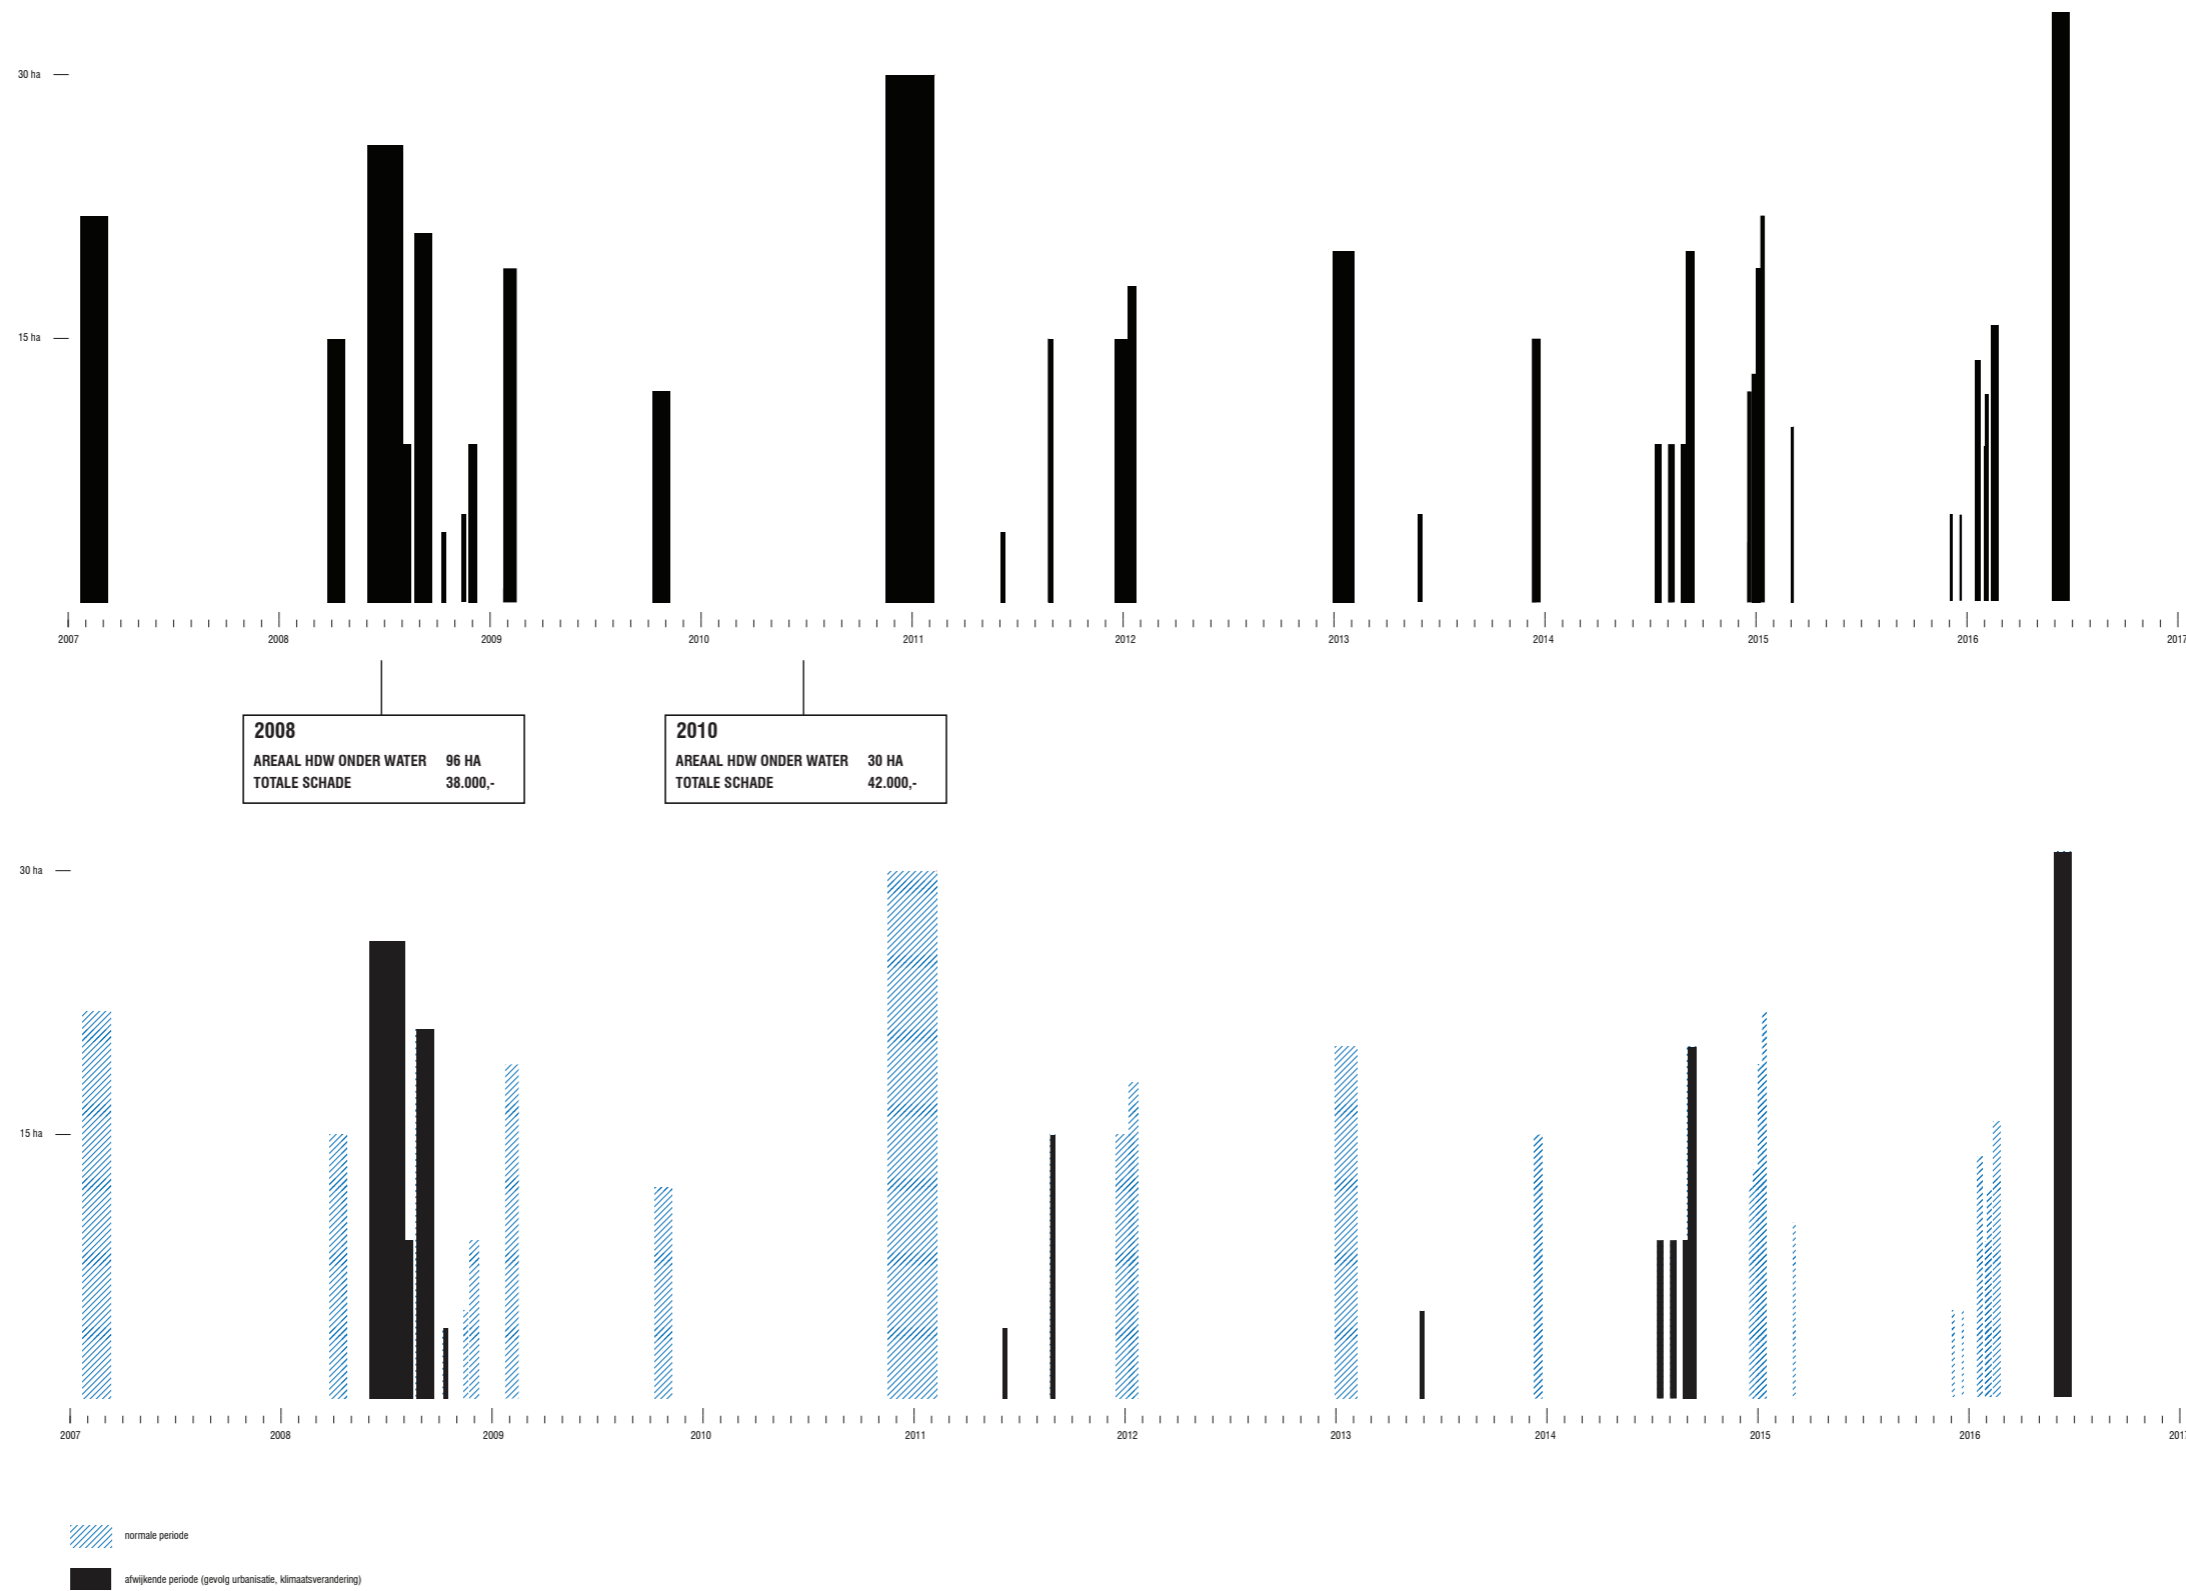 30 ha
15 ha
2007 2008 2009 2010 2011 2012 2013 2014 2015 2016 2017
2008
AREAAL HDW ONDER WATER 96 HA
TOTALE SCHADE 38.000,-
2010
AREAAL HDW ONDER WATER 30 HA
TOTALE SCHADE 42.000,-
30 ha
15 ha
2007 2008 2009 2010 2011 2012 2013 2014 2015 2016 2017
normale periode
afwijkende periode (gevolg urbanisatie, klimaatsverandering)